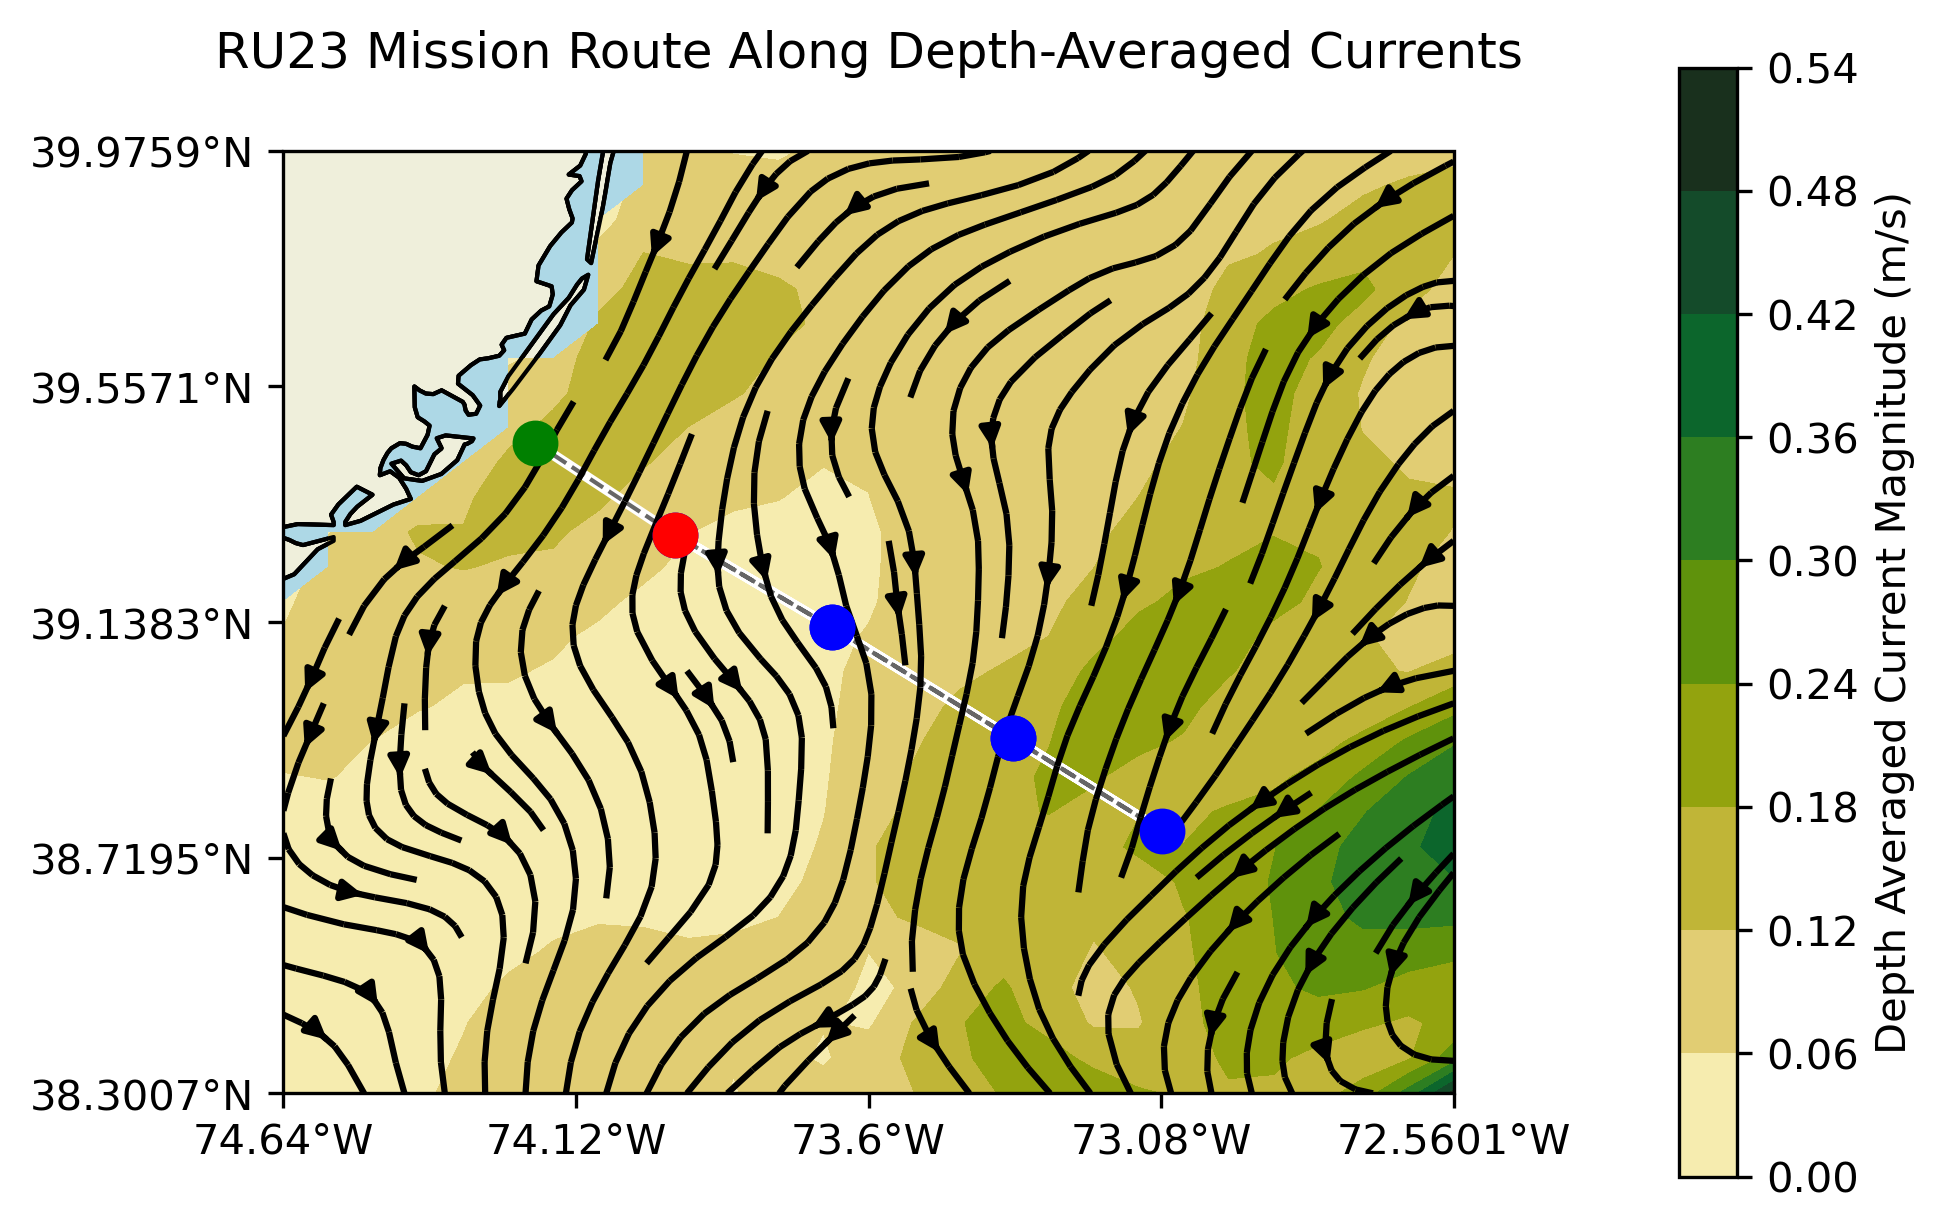 RU23 Mission Route Along Depth-Averaged Currents
39.9759°N
39.5571°N
39.1383°N
38.7195°N
38.3007°N
74.64°W
74.12°W
73.6°W
73.08°W
72.5601°W
0.54
0.48
0.42
0.36
0.30
0.24
0.18
0.12
0.06
0.00
Depth Averaged Current Magnitude (m/s)